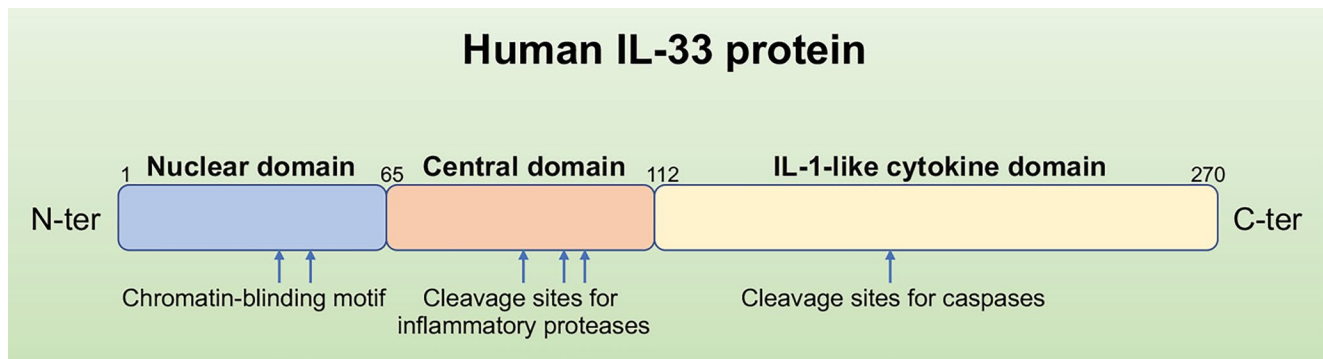 Human IL-33 protein
1 Nuclear domain 65 Central domain 112 IL-1-like cytokine domain 270
N-ter C-ter
Chromatin-blinding motif Cleavage sites for Cleavage sites for caspases
inflammatory proteases